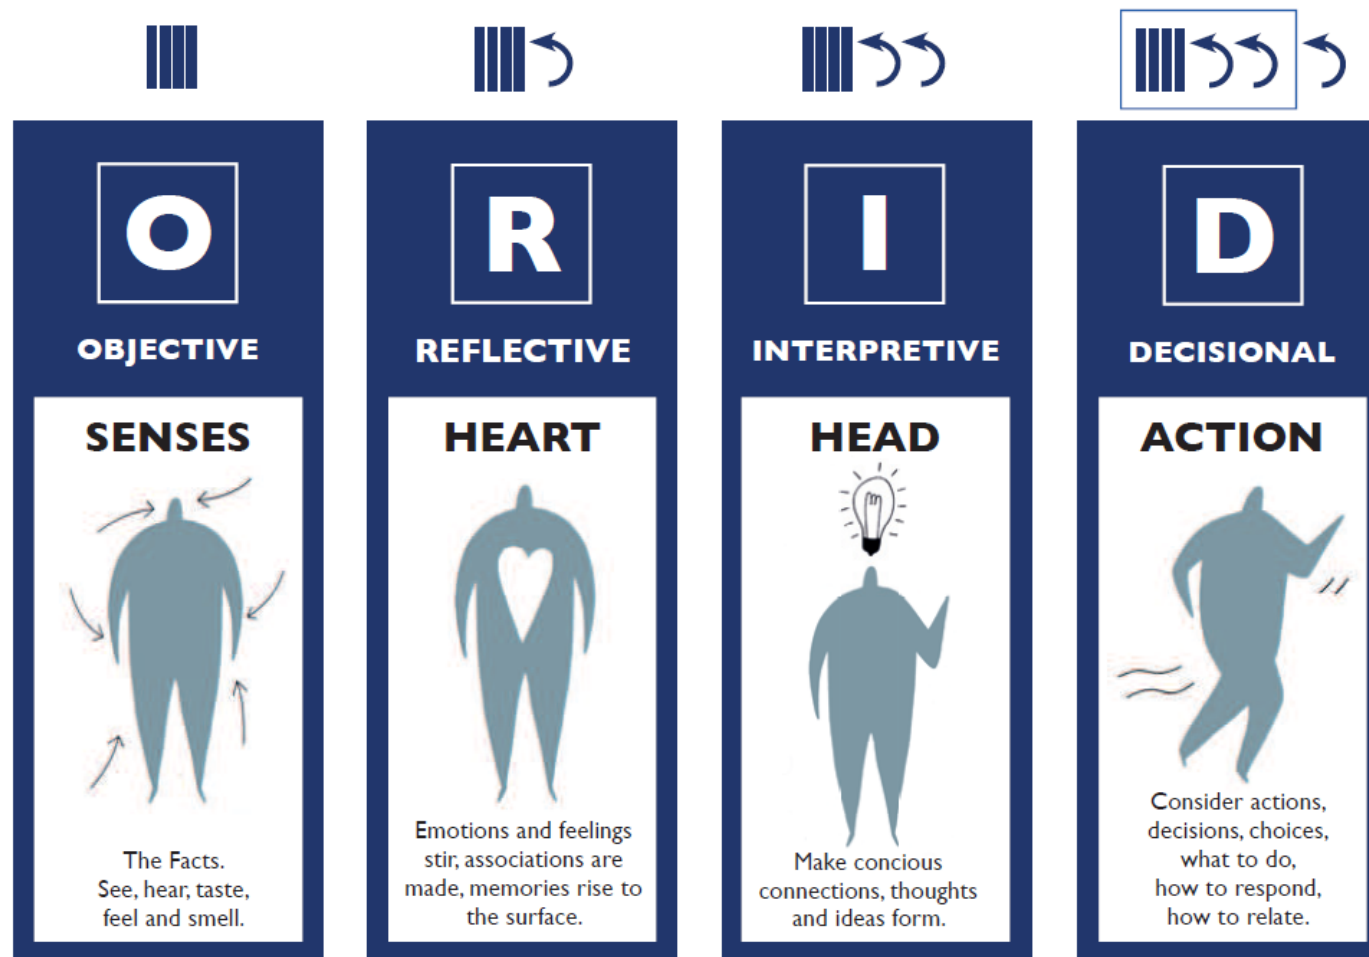 O
OBJECTIVE
SENSES
The Facts.
See, hear, taste,
feel and smell.
R
REFLECTIVE
HEART
Emotions and feelings
stir, associations are
made, memories rise to
the surface.
I
INTERPRETIVE
HEAD
Make concious
connections, thoughts
and ideas form.
D
DECISIONAL
ACTION
Consider actions,
decisions, choices,
what to do,
how to respond,
how to relate.